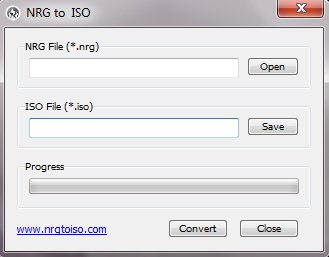 NRG to ISO
NRG File (*.nrg)
Open
ISO File (*.iso)
Save
Progress
www.nrgtoiso.com
Convert
Close